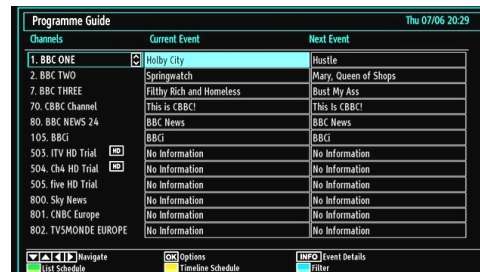 Programme Guide Thu 07/06 20:29
Channels Current Event Next Event
1. BBC ONE Holby City Hustle
2. BBC TWO Springwatch Mary, Queen of Shops
7. BBC THREE Filthy Rich and Homeless Bust My Ass
70. CBBC Channel This is CBBC! This Is CBBC!
80. BBC NEWS 24 BBC News BBC News
105. BBCi BBCi BBCi
503. ITV HD Trial HD No Information No Information
504. Ch4 HD Trial HD No Information No Information
505. five HD Trial No Information No Information
800. Sky News No Information No Information
801. CNBC Europe No Information No Information
802. TV5MONDE EUROPE No Information No Information
Navigate OK Options INFO Event Details
List Schedule Timeline Schedule Filter